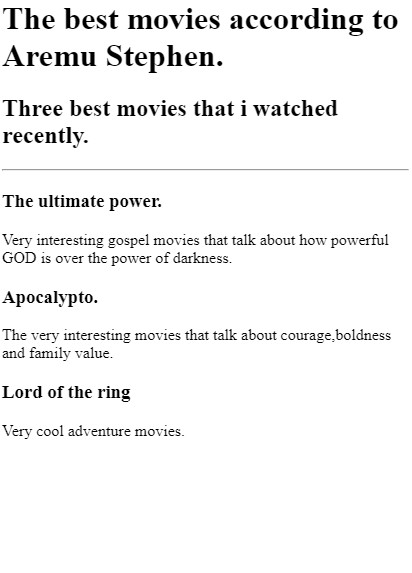 The best movies according to
Aremu Stephen.
Three best movies that i watched
recently.
The ultimate power.
Very interesting gospel movies that talk about how powerful
GOD is over the power of darkness.
Apocalypto.
The very interesting movies that talk about courage,boldness
and family value.
Lord of the ring
Very cool adventure movies.